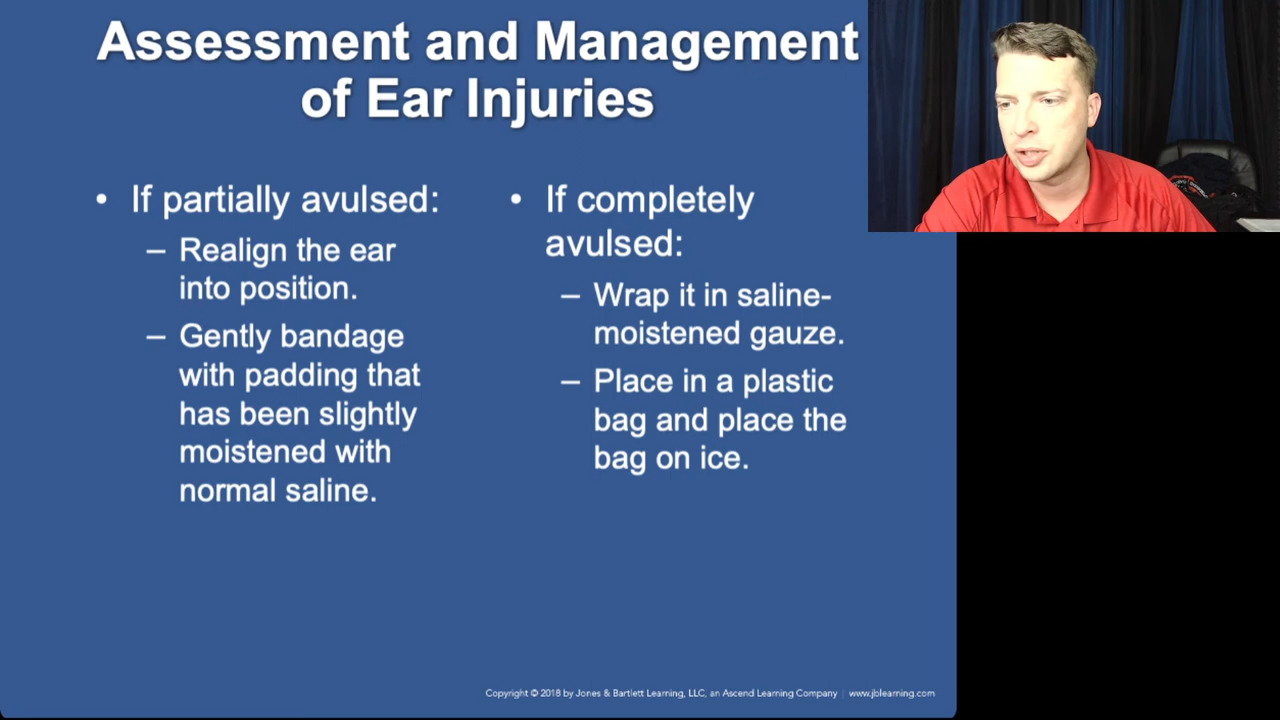 Assessment and Management
of Ear Injuries
• If partially avulsed:
– Realign the ear
into position.
– Gently bandage
with padding that
has been slightly
moistened with
normal saline.
• If completely
avulsed:
– Wrap it in saline-
moistened gauze.
– Place in a plastic
bag and place the
bag on ice.
Copyright © 2018 by Jones & Bartlett Learning, LLC, an Ascend Learning Company | www.jblearning.com